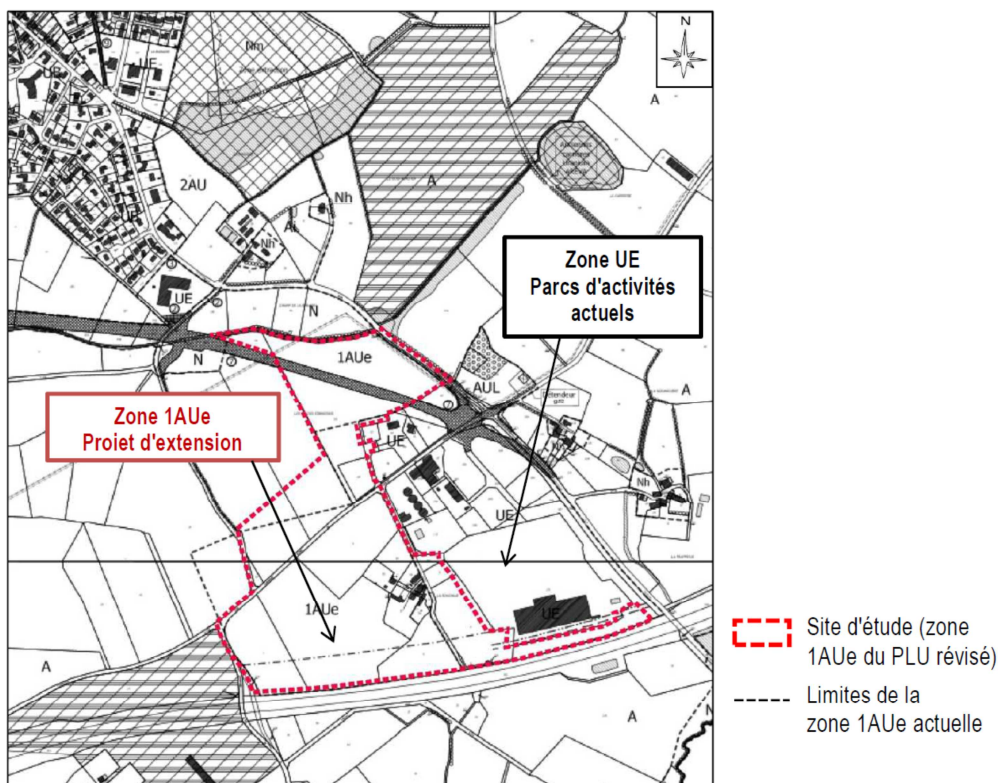 N
Nm
UE
UE
A
A
2AU
Nh
Nh
UE
Zone UE
Parcs d'activités
actuels
N
1AUe
N
AUL
A
Zone 1AUe
Projet d'extension
UE
Nh
UE
1AUe
UE
A
A
N
Site d'étude (zone
1AUe du PLU révisé)
Limites de la
zone 1AUe actuelle